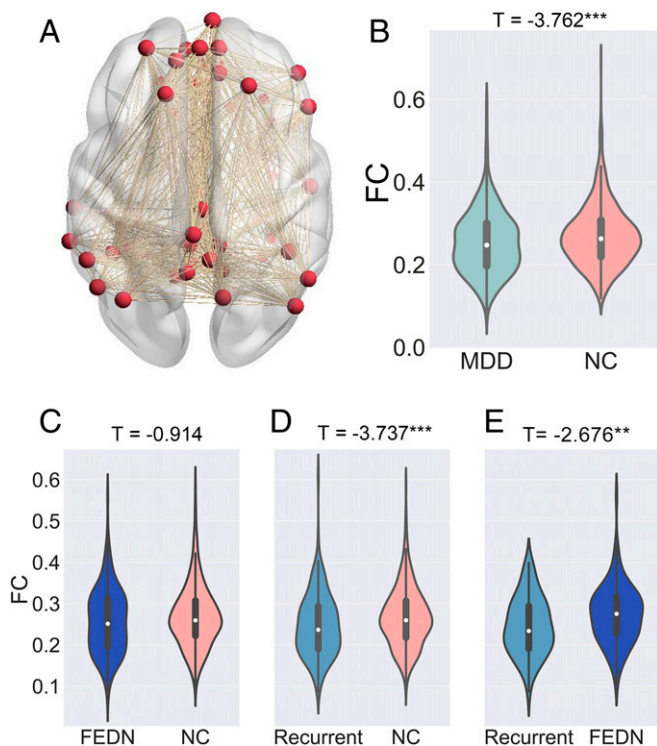 A
B
T = -3.762***
FC
0.6
0.4
0.2
0.0
MDD NC
C
D
E
T = -0.914
T = -3.737***
T= -2.676**
FC
0.6
0.5
0.4
0.3
0.2
0.1
FEDN NC
Recurrent NC
Recurrent FEDN